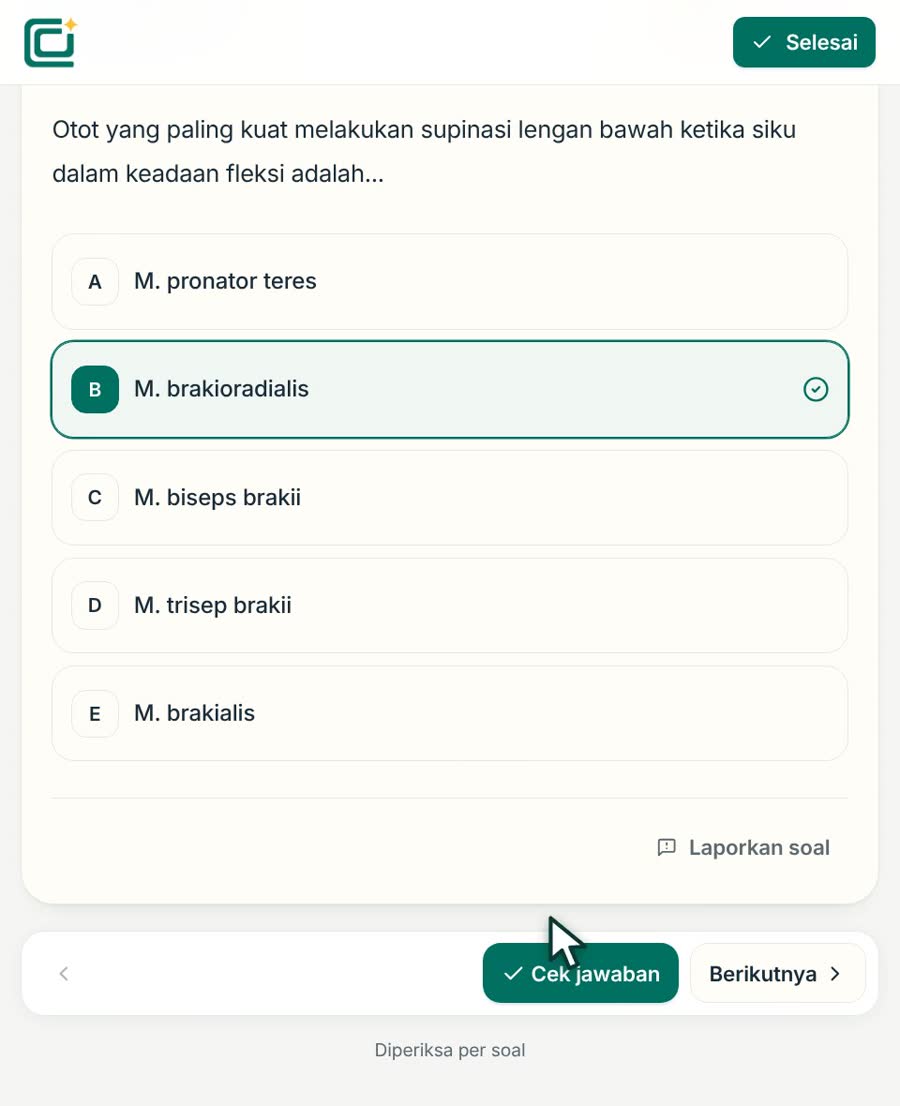 Selesai
Otot yang paling kuat melakukan supinasi lengan bawah ketika siku
dalam keadaan fleksi adalah...
A M. pronator teres
B M. brakioradialis
C M. biseps brakii
D M. trisep brakii
E M. brakialis
Laporkan soal
Cek jawaban
Berikutnya
Diperiksa per soal